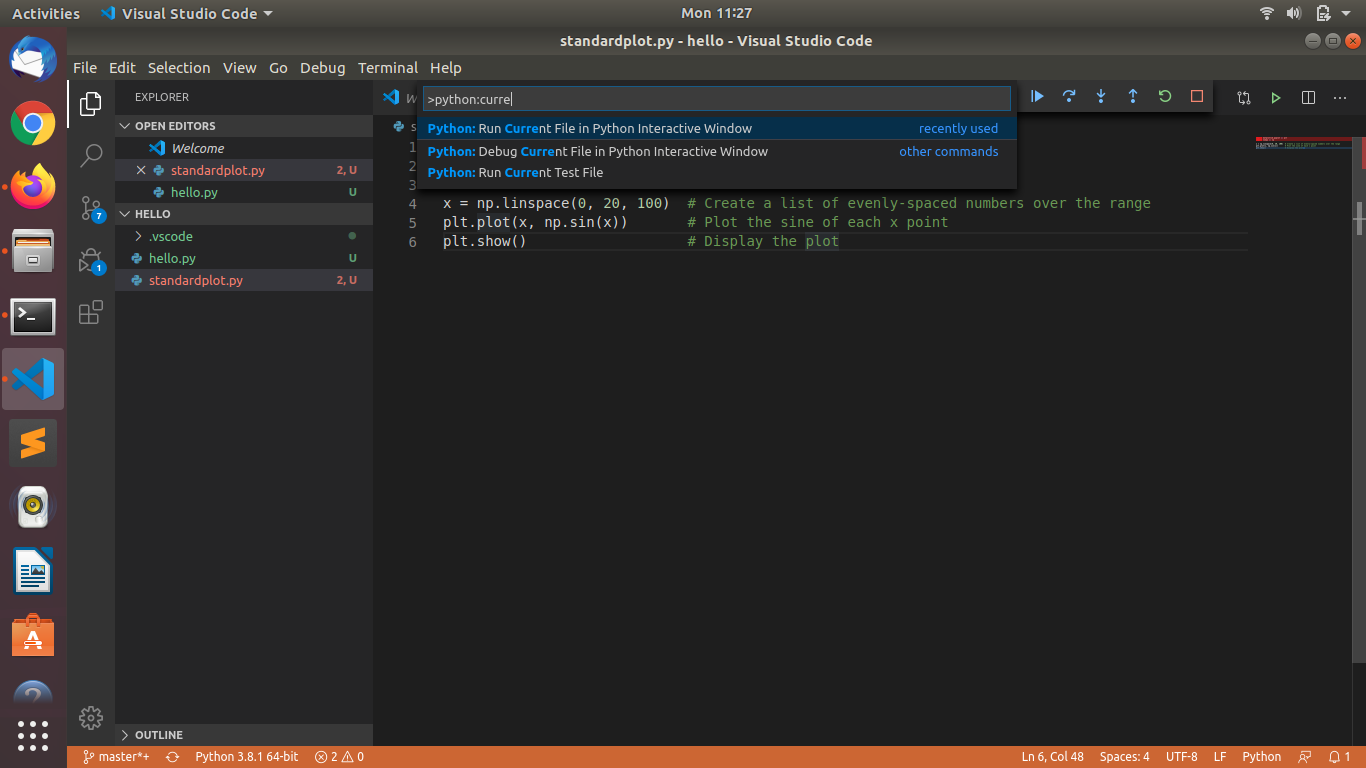 Activities Visual Studio Code Mon 11:27
standardplot.py - hello - Visual Studio Code
File Edit Selection View Go Debug Terminal Help
EXPLORER
OPEN EDITORS
Welcome
standardplot.py 2, U
hello.py U
HELLO
.vscode
hello.py U
standardplot.py 2, U
OUTLINE
7
1
W
>python:curre
Python: Run Current File in Python Interactive Window recently used
Python: Debug Current File in Python Interactive Window other commands
Python: Run Current Test File
s
1
2
3
4 x = np.linspace(0, 20, 100) # Create a list of evenly-spaced numbers over the range
5 plt.plot(x, np.sin(x)) # Plot the sine of each x point
6 plt.show() # Display the plot
master*+ Python 3.8.1 64-bit 2 0 Ln 6, Col 48 Spaces: 4 UTF-8 LF Python 1